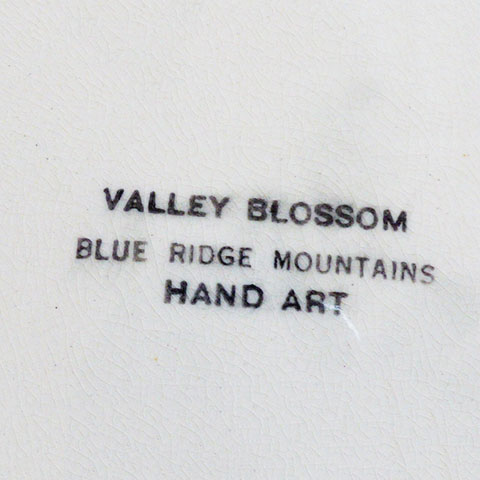 VALLEY BLOSSOM
BLUE RIDGE MOUNTAINS
HAND ART